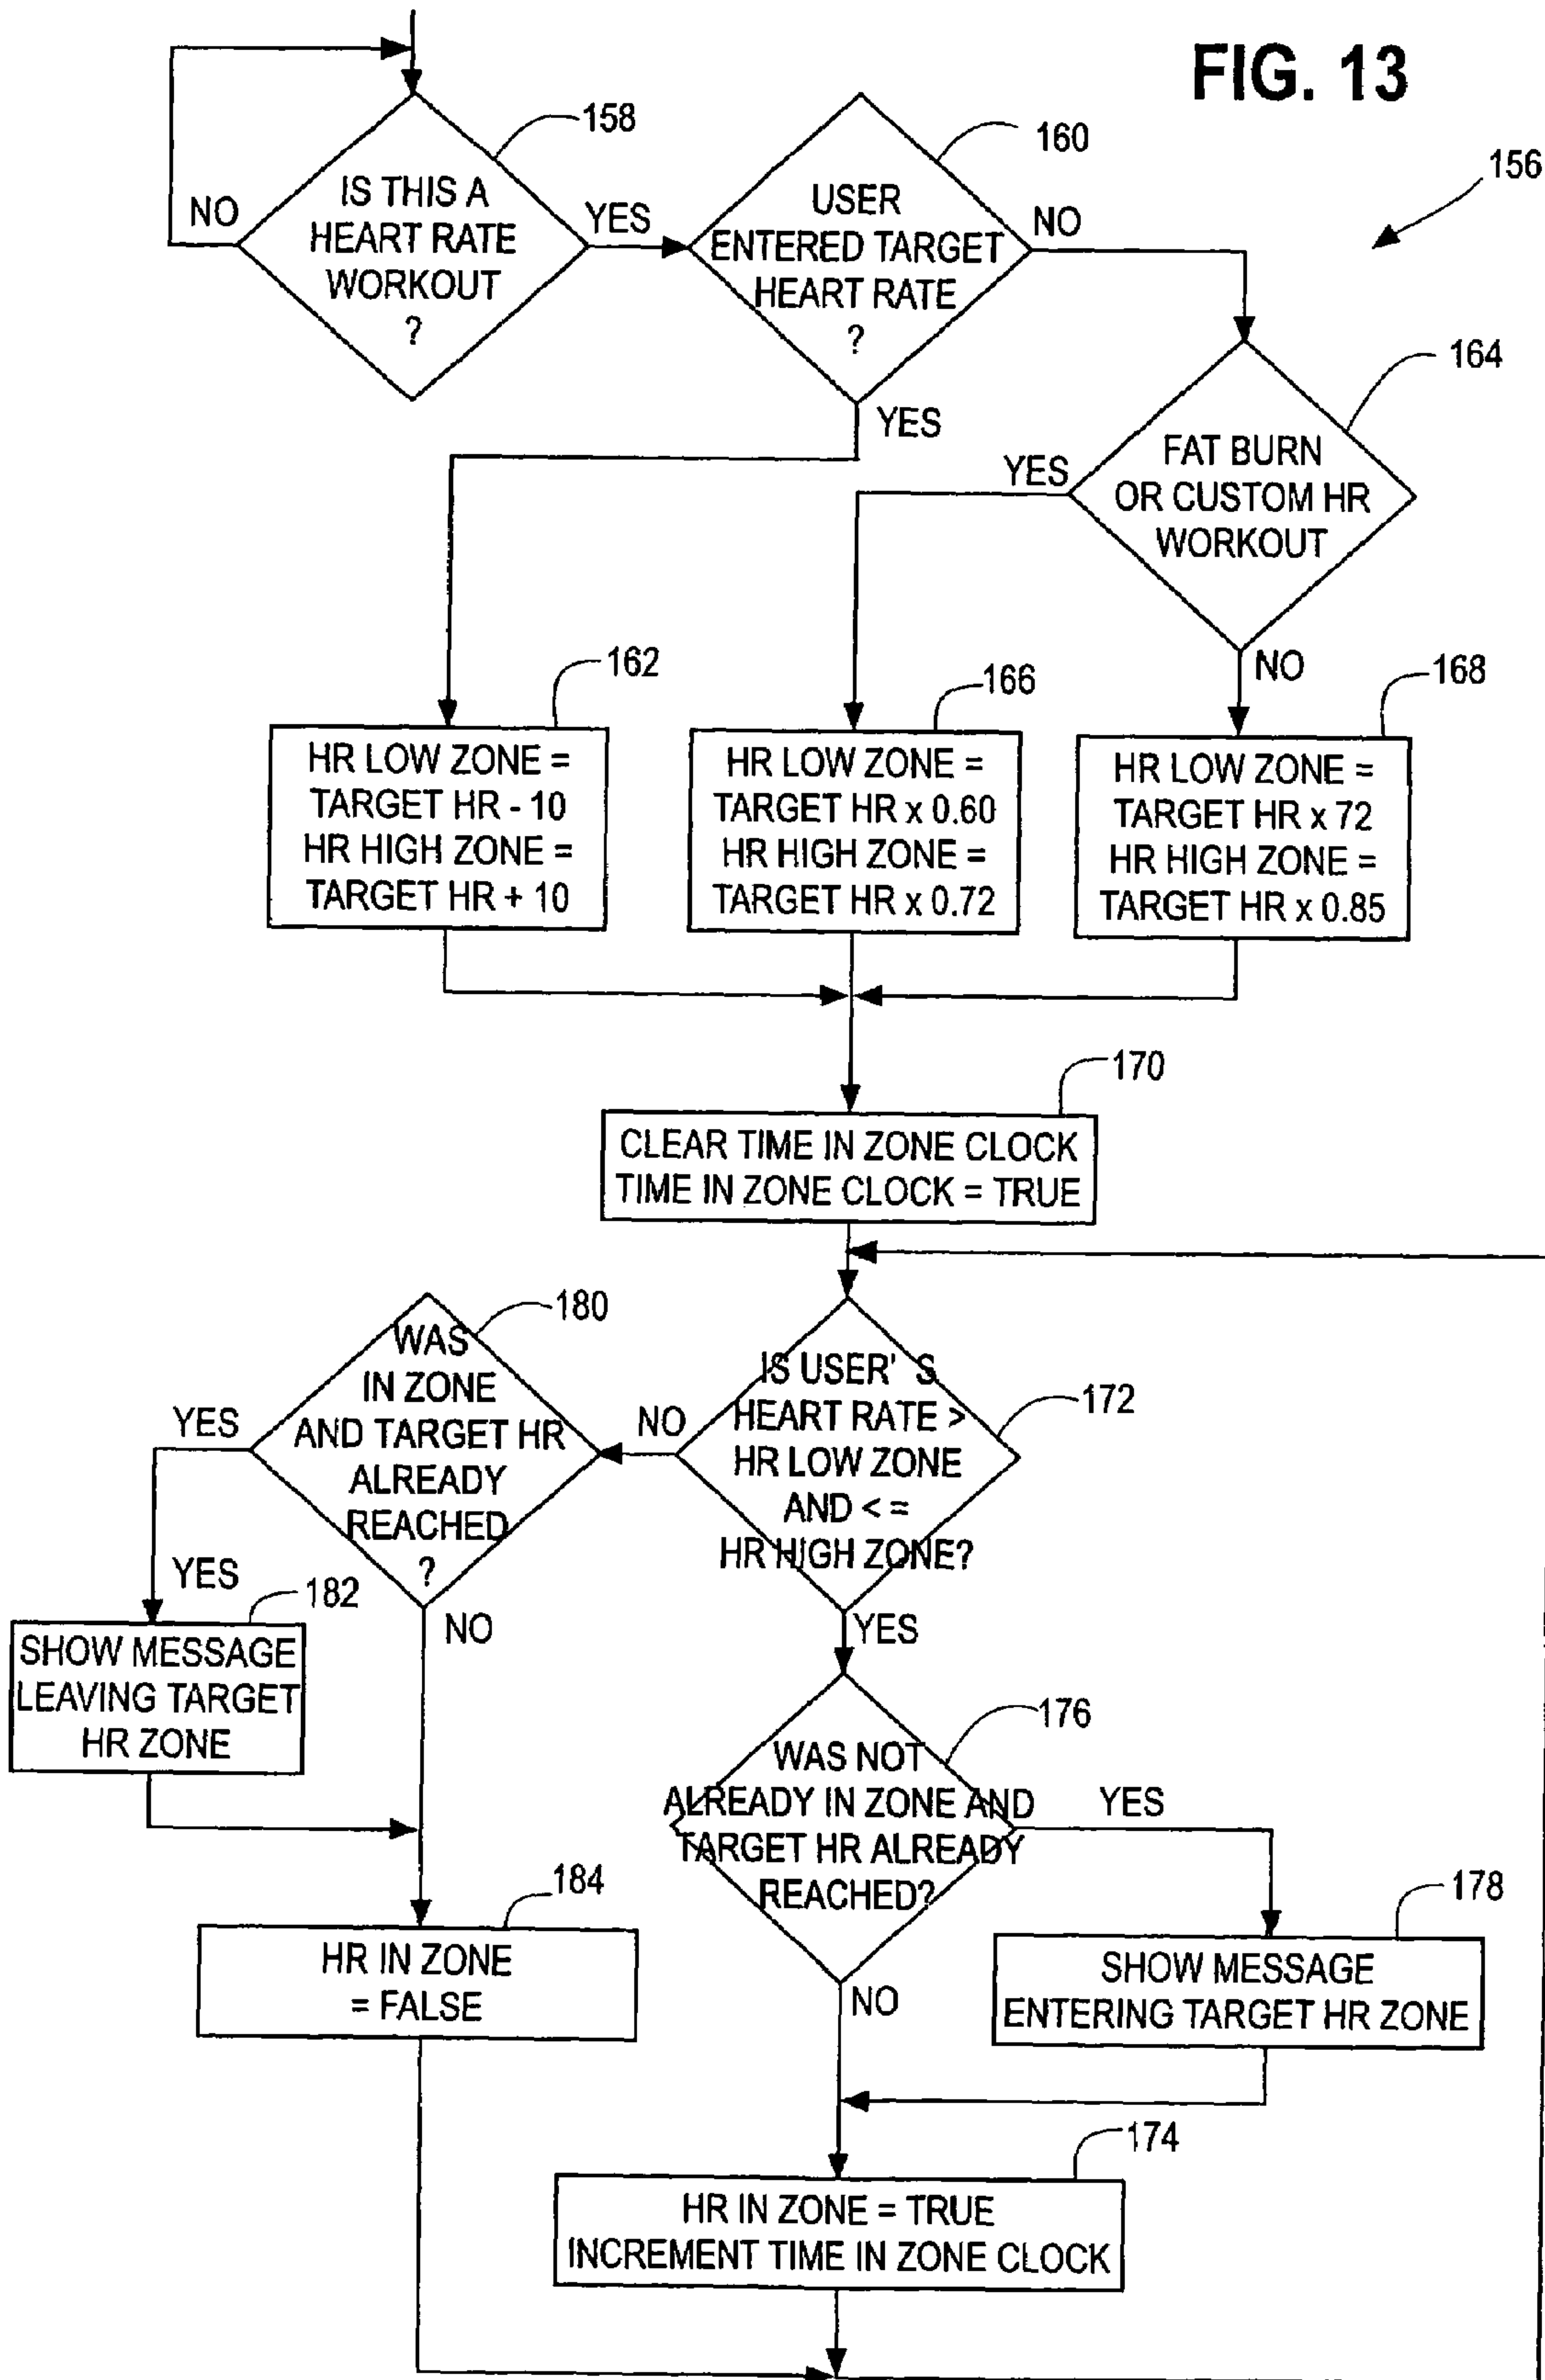 FIG. 13
156
158
IS THIS A
HEART RATE
WORKOUT
?
NO
YES
160
USER
ENTERED TARGET
HEART RATE
?
NO
YES
164
FAT BURN
OR CUSTOM HR
WORKOUT
YES
NO
162
HR LOW ZONE =
TARGET HR - 10
HR HIGH ZONE =
TARGET HR + 10
166
HR LOW ZONE =
TARGET HR x 0.60
HR HIGH ZONE =
TARGET HR x 0.72
168
HR LOW ZONE =
TARGET HR x 72
HR HIGH ZONE =
TARGET HR x 0.85
170
CLEAR TIME IN ZONE CLOCK
TIME IN ZONE CLOCK = TRUE
172
IS USER' S
HEART RATE >
HR LOW ZONE
AND < =
HR HIGH ZONE?
NO
YES
180
WAS
IN ZONE
AND TARGET HR
ALREADY
REACHED
?
YES
YES
NO
182
SHOW MESSAGE
LEAVING TARGET
HR ZONE
176
WAS NOT
ALREADY IN ZONE AND
TARGET HR ALREADY
REACHED?
YES
NO
184
HR IN ZONE
= FALSE
178
SHOW MESSAGE
ENTERING TARGET HR ZONE
174
HR IN ZONE = TRUE
INCREMENT TIME IN ZONE CLOCK